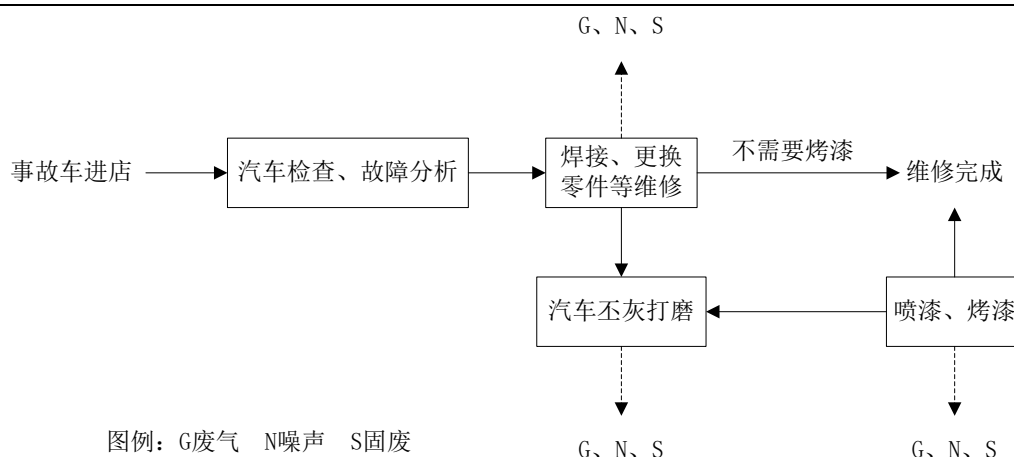 G、N、S
不需要烤漆
事故车进店
汽车检查、故障分析
焊接、更换
零件等维修
维修完成
汽车丕灰打磨
喷漆、烤漆
图例: G废气 N噪声 S固废
G、N、S
G、N、S